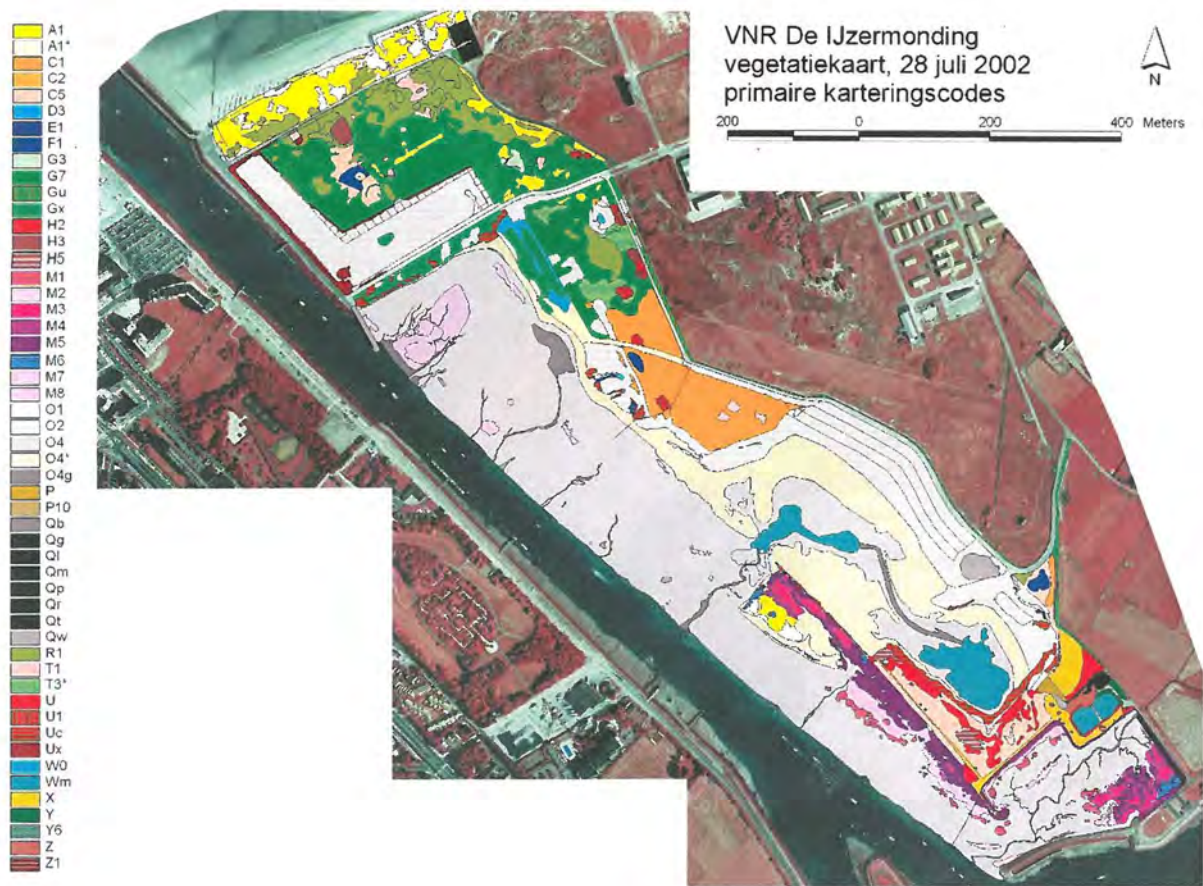 VNR De IJzermonding
vegetatiekaart, 28 juli 2002
primaire karteringscodes
N
200 0 200 400 Meters
A1
A1*
C1
C2
C5
D3
E1
F1
G3
G7
Gu
Gx
H2
H3
H5
M1
M2
M3
M4
M5
M6
M7
M8
O1
O2
O4
O4*
O4g
P
P10
Qb
Qg
Ql
Qm
Qp
Qr
Qt
Qw
R1
T1
T3*
U
U1
Uc
Ux
W0
Wm
X
Y
Y6
Z
Z1